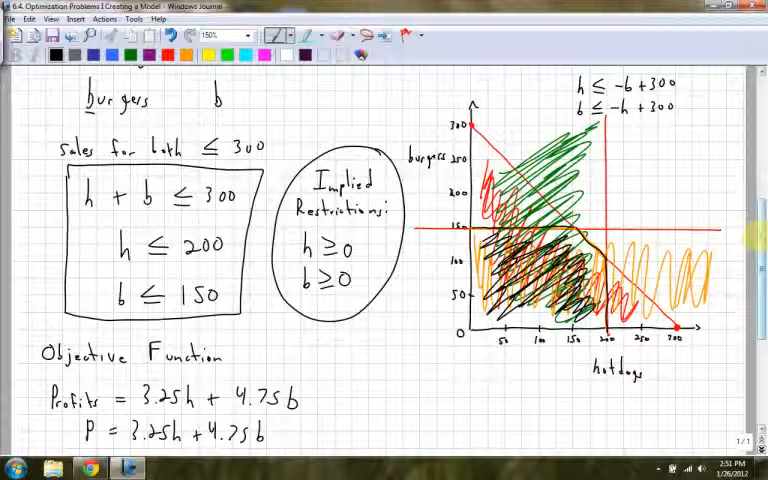 6.4. Optimization Problems I Creating a Model - Windows Journal
File Edit View Insert Actions Tools Help
150%
burgers b
sales for both ≤ 300
h + b ≤ 300
h ≤ 200
b ≤ 150
Implied
Restrictions:
h ≥ 0
b ≥ 0
Objective Function
Profits = 3.25h + 4.75b
P = 3.25h + 4.75b
h ≤ -b + 300
b ≤ -h + 300
burgers
300
250
200
150
100
50
0
50 100 150 200 250 300
hotdogs
1/1
2:51 PM
1/26/2012